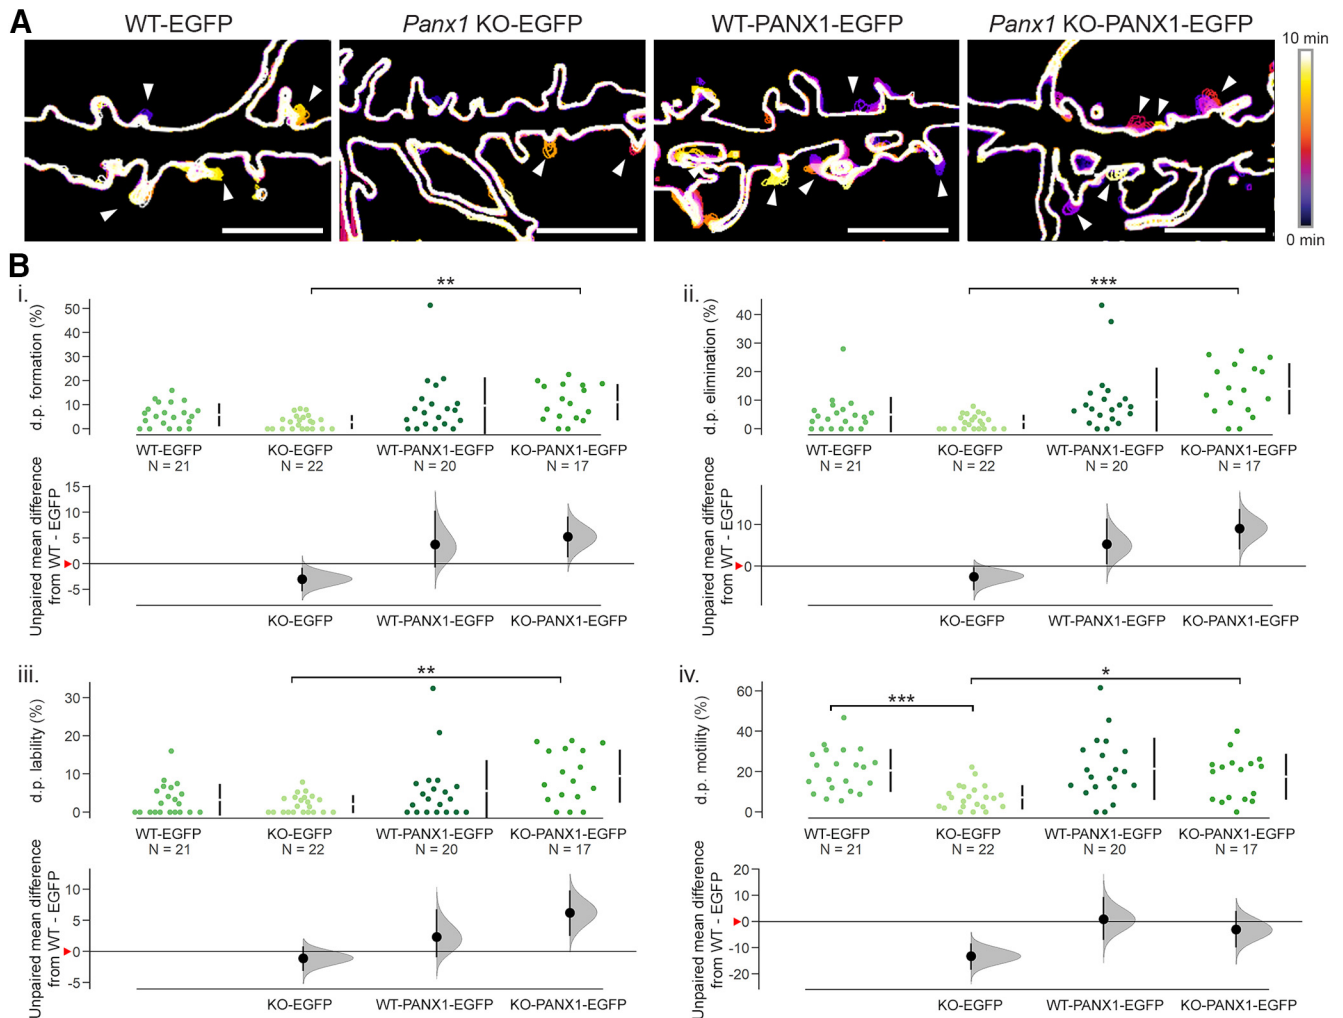 A
WT-EGFP
Panx1 KO-EGFP
WT-PANX1-EGFP
Panx1 KO-PANX1-EGFP
10 min
0 min
B
i.
**
d.p. formation (%)
50
40
30
20
10
0
WT-EGFP
KO-EGFP
WT-PANX1-EGFP
KO-PANX1-EGFP
N = 21
N = 22
N = 20
N = 17
Unpaired mean difference
from WT - EGFP
15
10
5
0
-5
KO-EGFP
WT-PANX1-EGFP
KO-PANX1-EGFP
ii.
***
d.p. elimination (%)
40
30
20
10
0
WT-EGFP
KO-EGFP
WT-PANX1-EGFP
KO-PANX1-EGFP
N = 21
N = 22
N = 20
N = 17
Unpaired mean difference
from WT - EGFP
10
0
KO-EGFP
WT-PANX1-EGFP
KO-PANX1-EGFP
iii.
**
d.p. lability (%)
30
20
10
0
WT-EGFP
KO-EGFP
WT-PANX1-EGFP
KO-PANX1-EGFP
N = 21
N = 22
N = 20
N = 17
Unpaired mean difference
from WT - EGFP
10
5
0
-5
KO-EGFP
WT-PANX1-EGFP
KO-PANX1-EGFP
iv.
*
***
d.p. motility (%)
60
40
20
0
WT-EGFP
KO-EGFP
WT-PANX1-EGFP
KO-PANX1-EGFP
N = 21
N = 22
N = 20
N = 17
Unpaired mean difference
from WT - EGFP
20
10
0
-10
-20
KO-EGFP
WT-PANX1-EGFP
KO-PANX1-EGFP